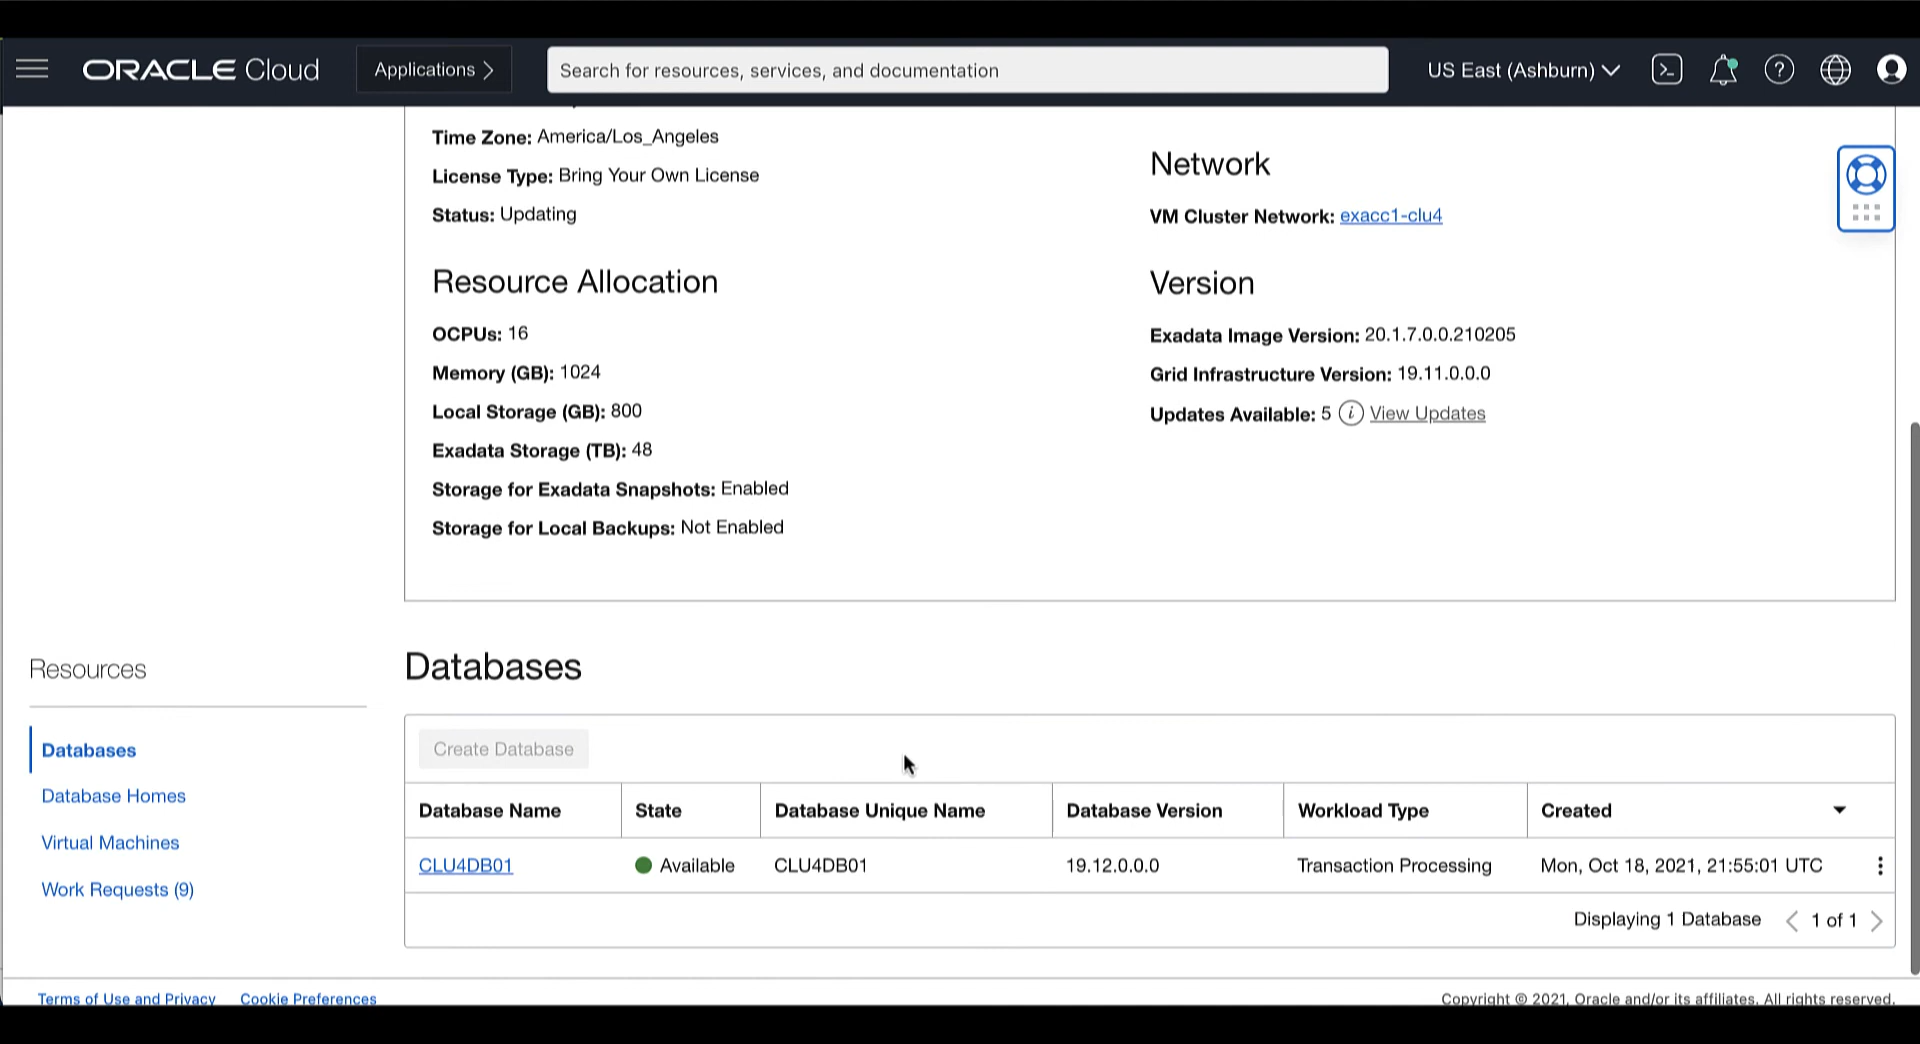 ORACLE Cloud
Applications
Search for resources, services, and documentation
US East (Ashburn)
Time Zone: America/Los_Angeles
License Type: Bring Your Own License
Status: Updating
Resource Allocation
OCPUs: 16
Memory (GB): 1024
Local Storage (GB): 800
Exadata Storage (TB): 48
Storage for Exadata Snapshots: Enabled
Storage for Local Backups: Not Enabled
Network
VM Cluster Network: exacc1-clu4
Version
Exadata Image Version: 20.1.7.0.0.210205
Grid Infrastructure Version: 19.11.0.0.0
Updates Available: 5 i View Updates
Resources
Databases
Database Homes
Virtual Machines
Work Requests (9)
Databases
Create Database
Database Name State Database Unique Name Database Version Workload Type Created
CLU4DB01 Available CLU4DB01 19.12.0.0.0 Transaction Processing Mon, Oct 18, 2021, 21:55:01 UTC
Displaying 1 Database 1 of 1
Terms of Use and Privacy Cookie Preferences
Copyright © 2021, Oracle and/or its affiliates. All rights reserved.